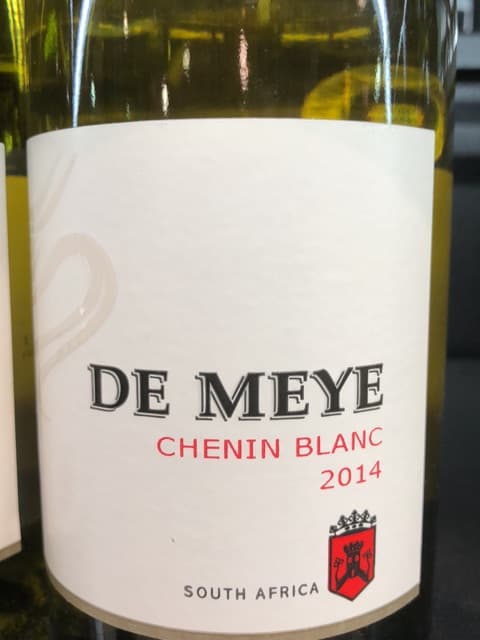 DE MEYE
CHENIN BLANC
2014
SOUTH AFRICA